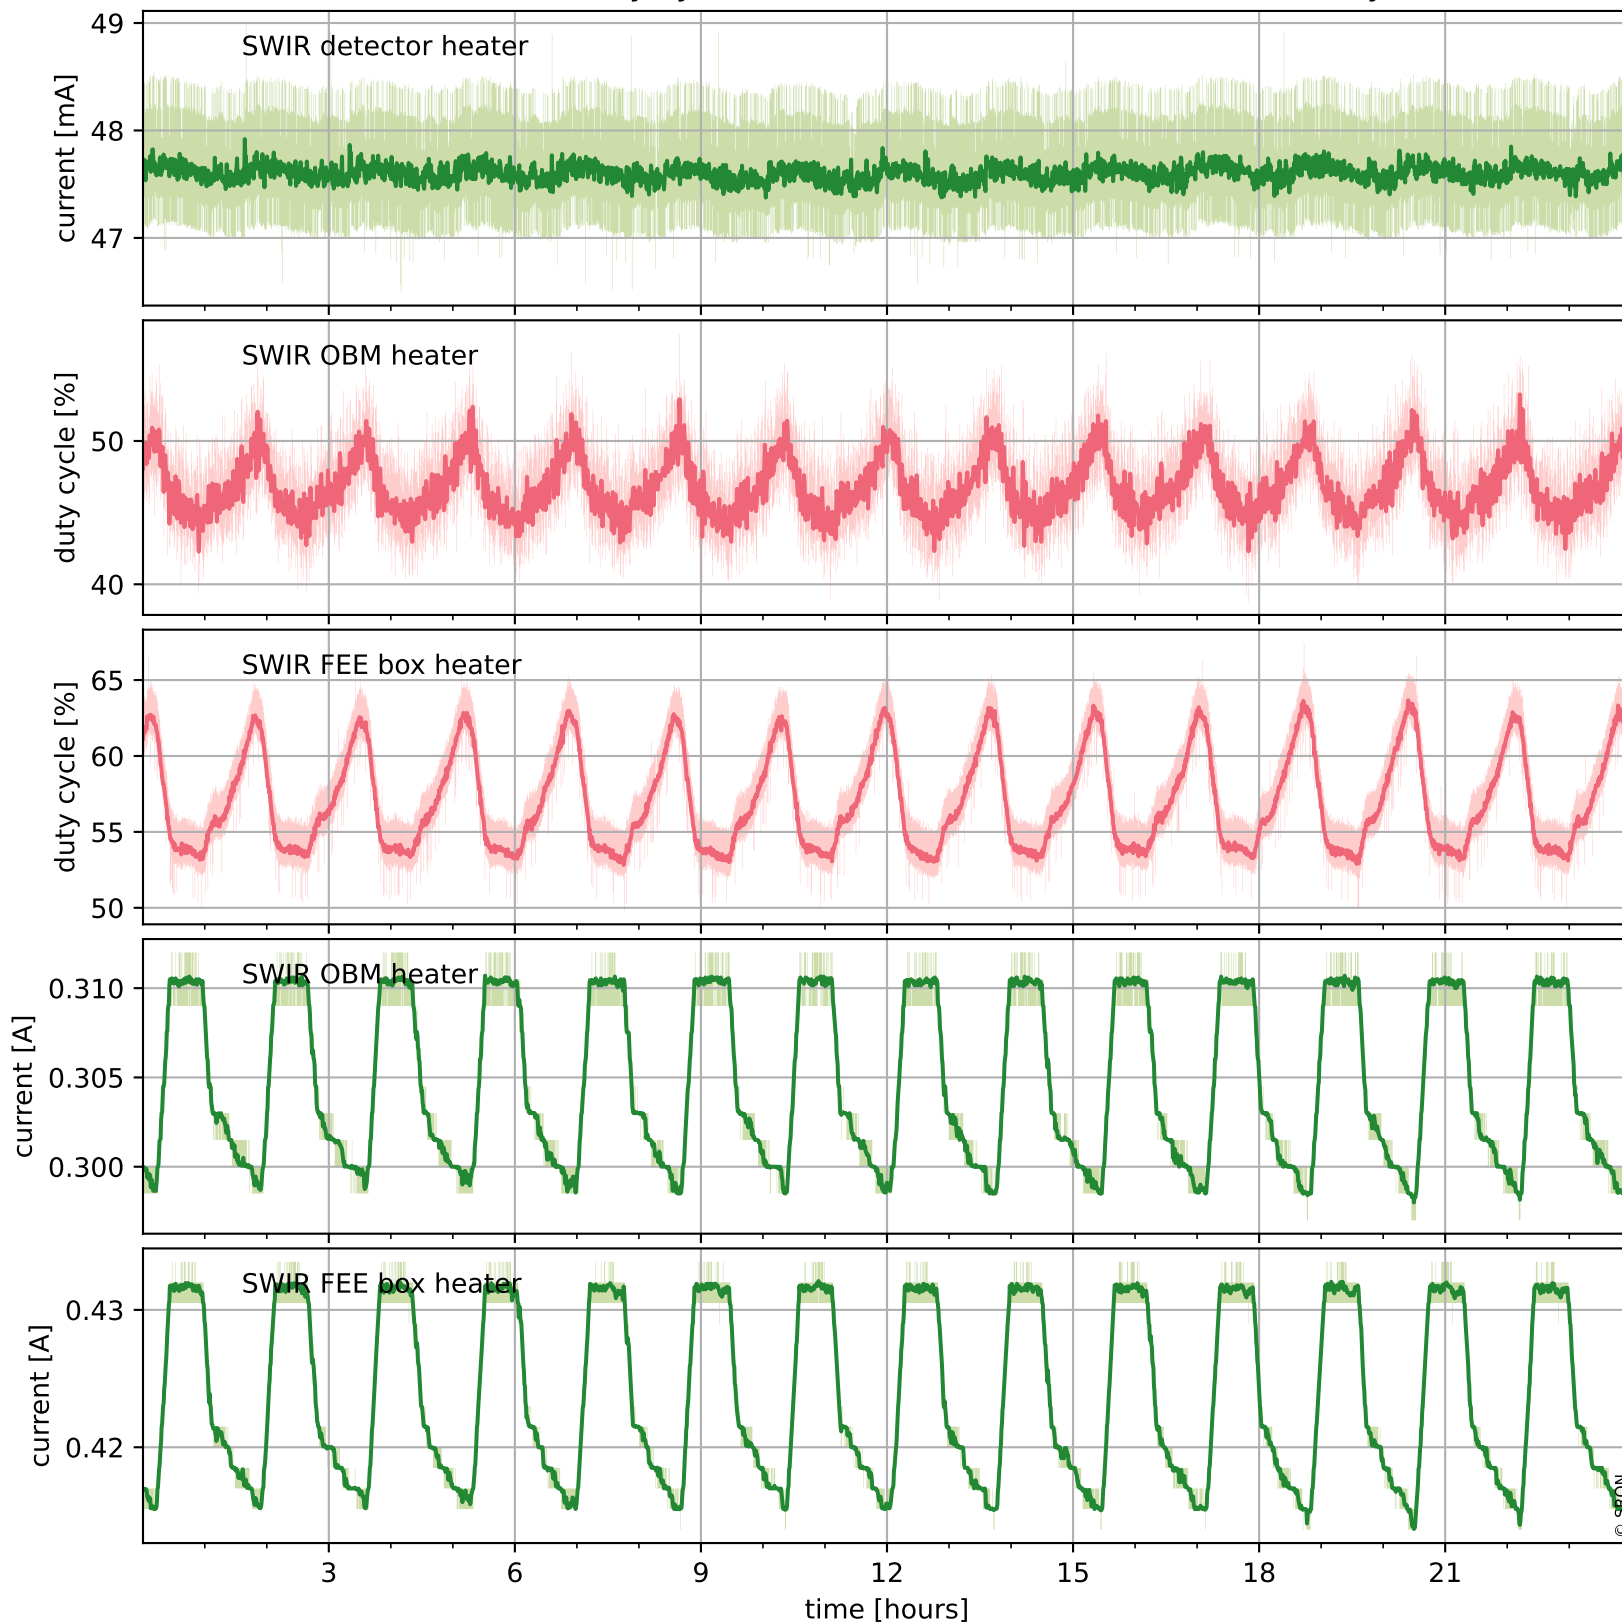 49
SWIR detector heater
48
47
current [mA]
SWIR OBM heater
50
40
duty cycle [%]
SWIR FEE box heater
65
60
55
50
duty cycle [%]
SWIR OBM heater
0.310
0.305
0.300
current [A]
SWIR FEE box heater
0.43
0.42
current [A]
© SRON
3 6 9 12 15 18 21
time [hours]